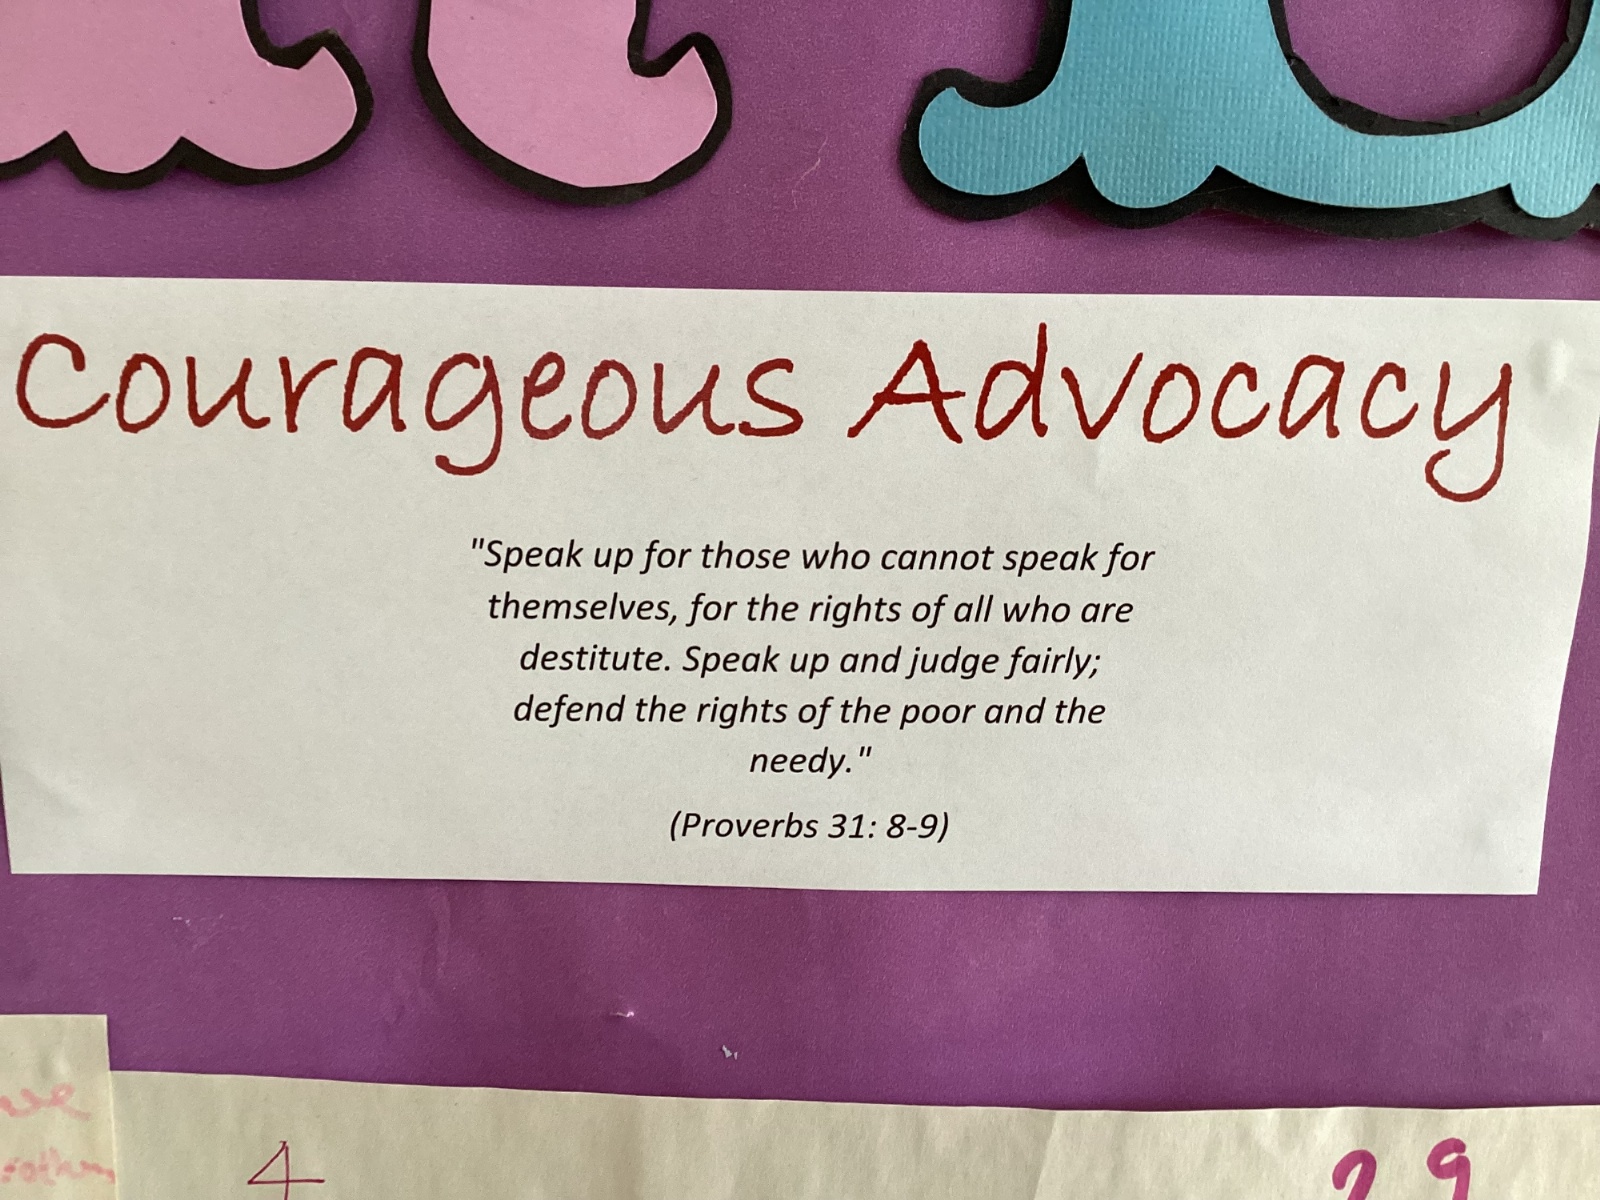 Courageous Advocacy
"Speak up for those who cannot speak for
themselves, for the rights of all who are
destitute. Speak up and judge fairly;
defend the rights of the poor and the
needy."
(Proverbs 31: 8-9)
4
29